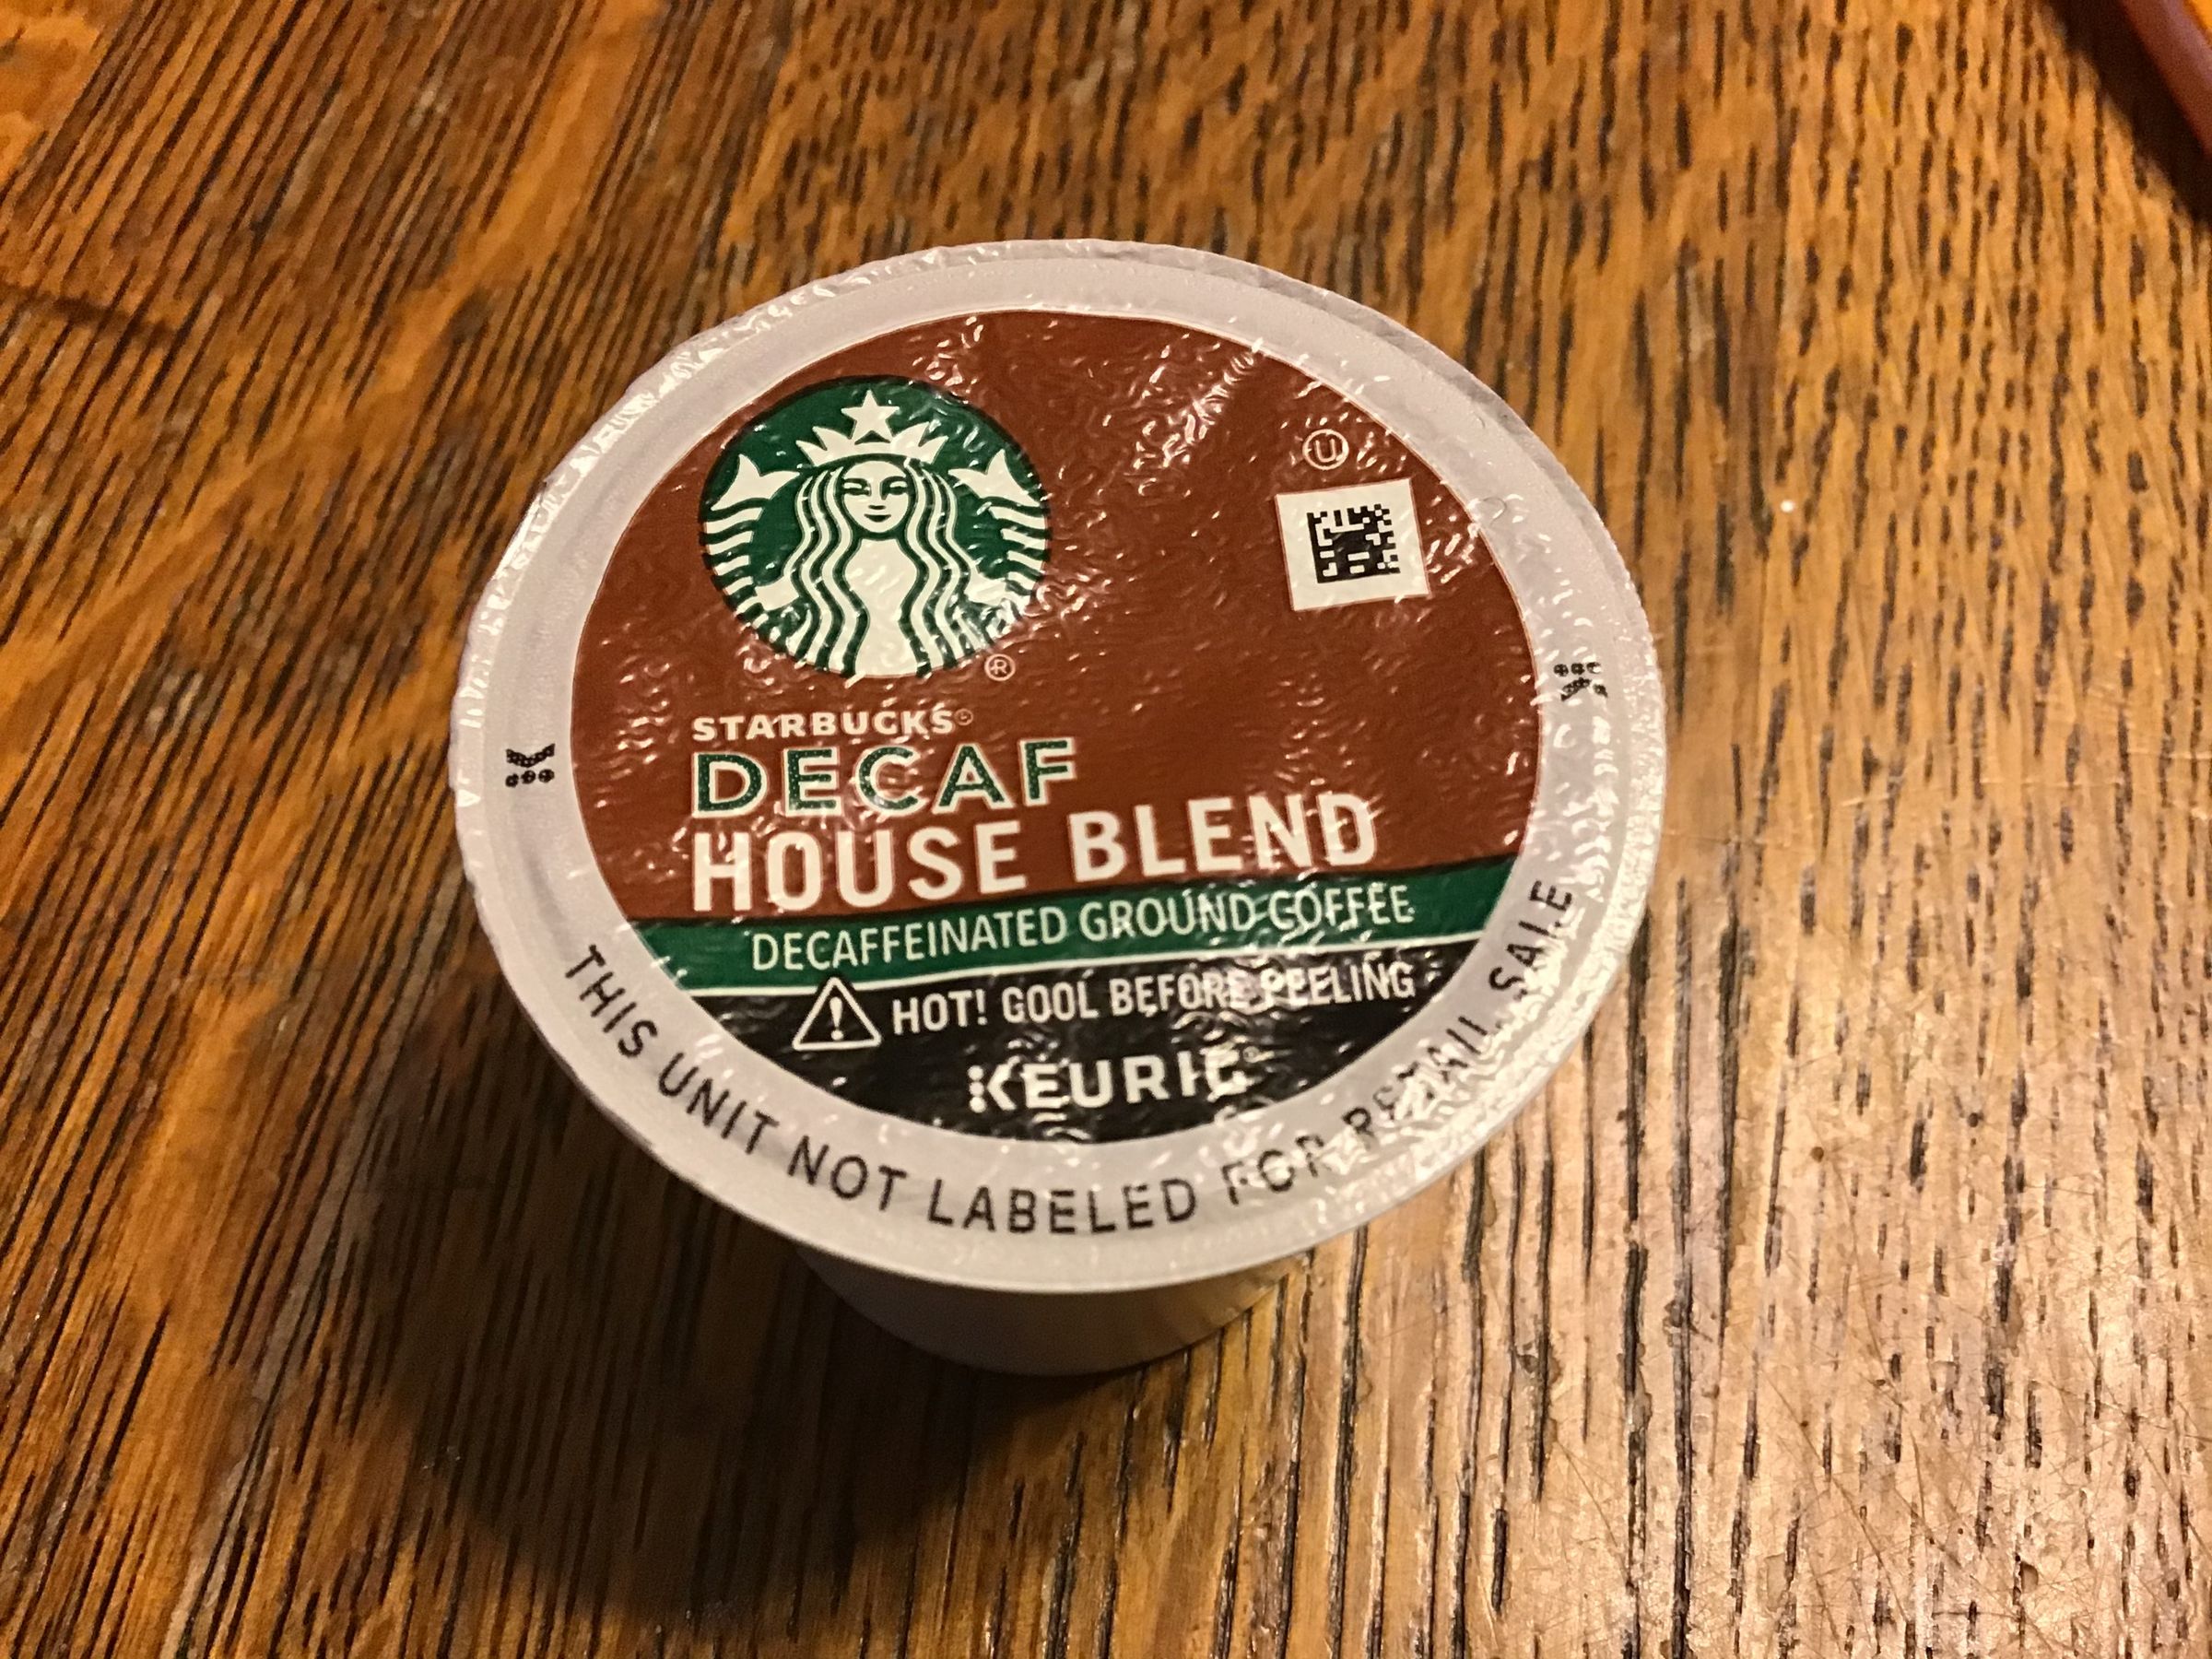 U
®
STARBUCKS®
DECAF
HOUSE BLEND
DECAFFEINATED GROUND COFFEE
HOT! COOL BEFORE PEELING
KEURIG
K
K
THIS UNIT NOT LABELED FOR RETAIL SALE